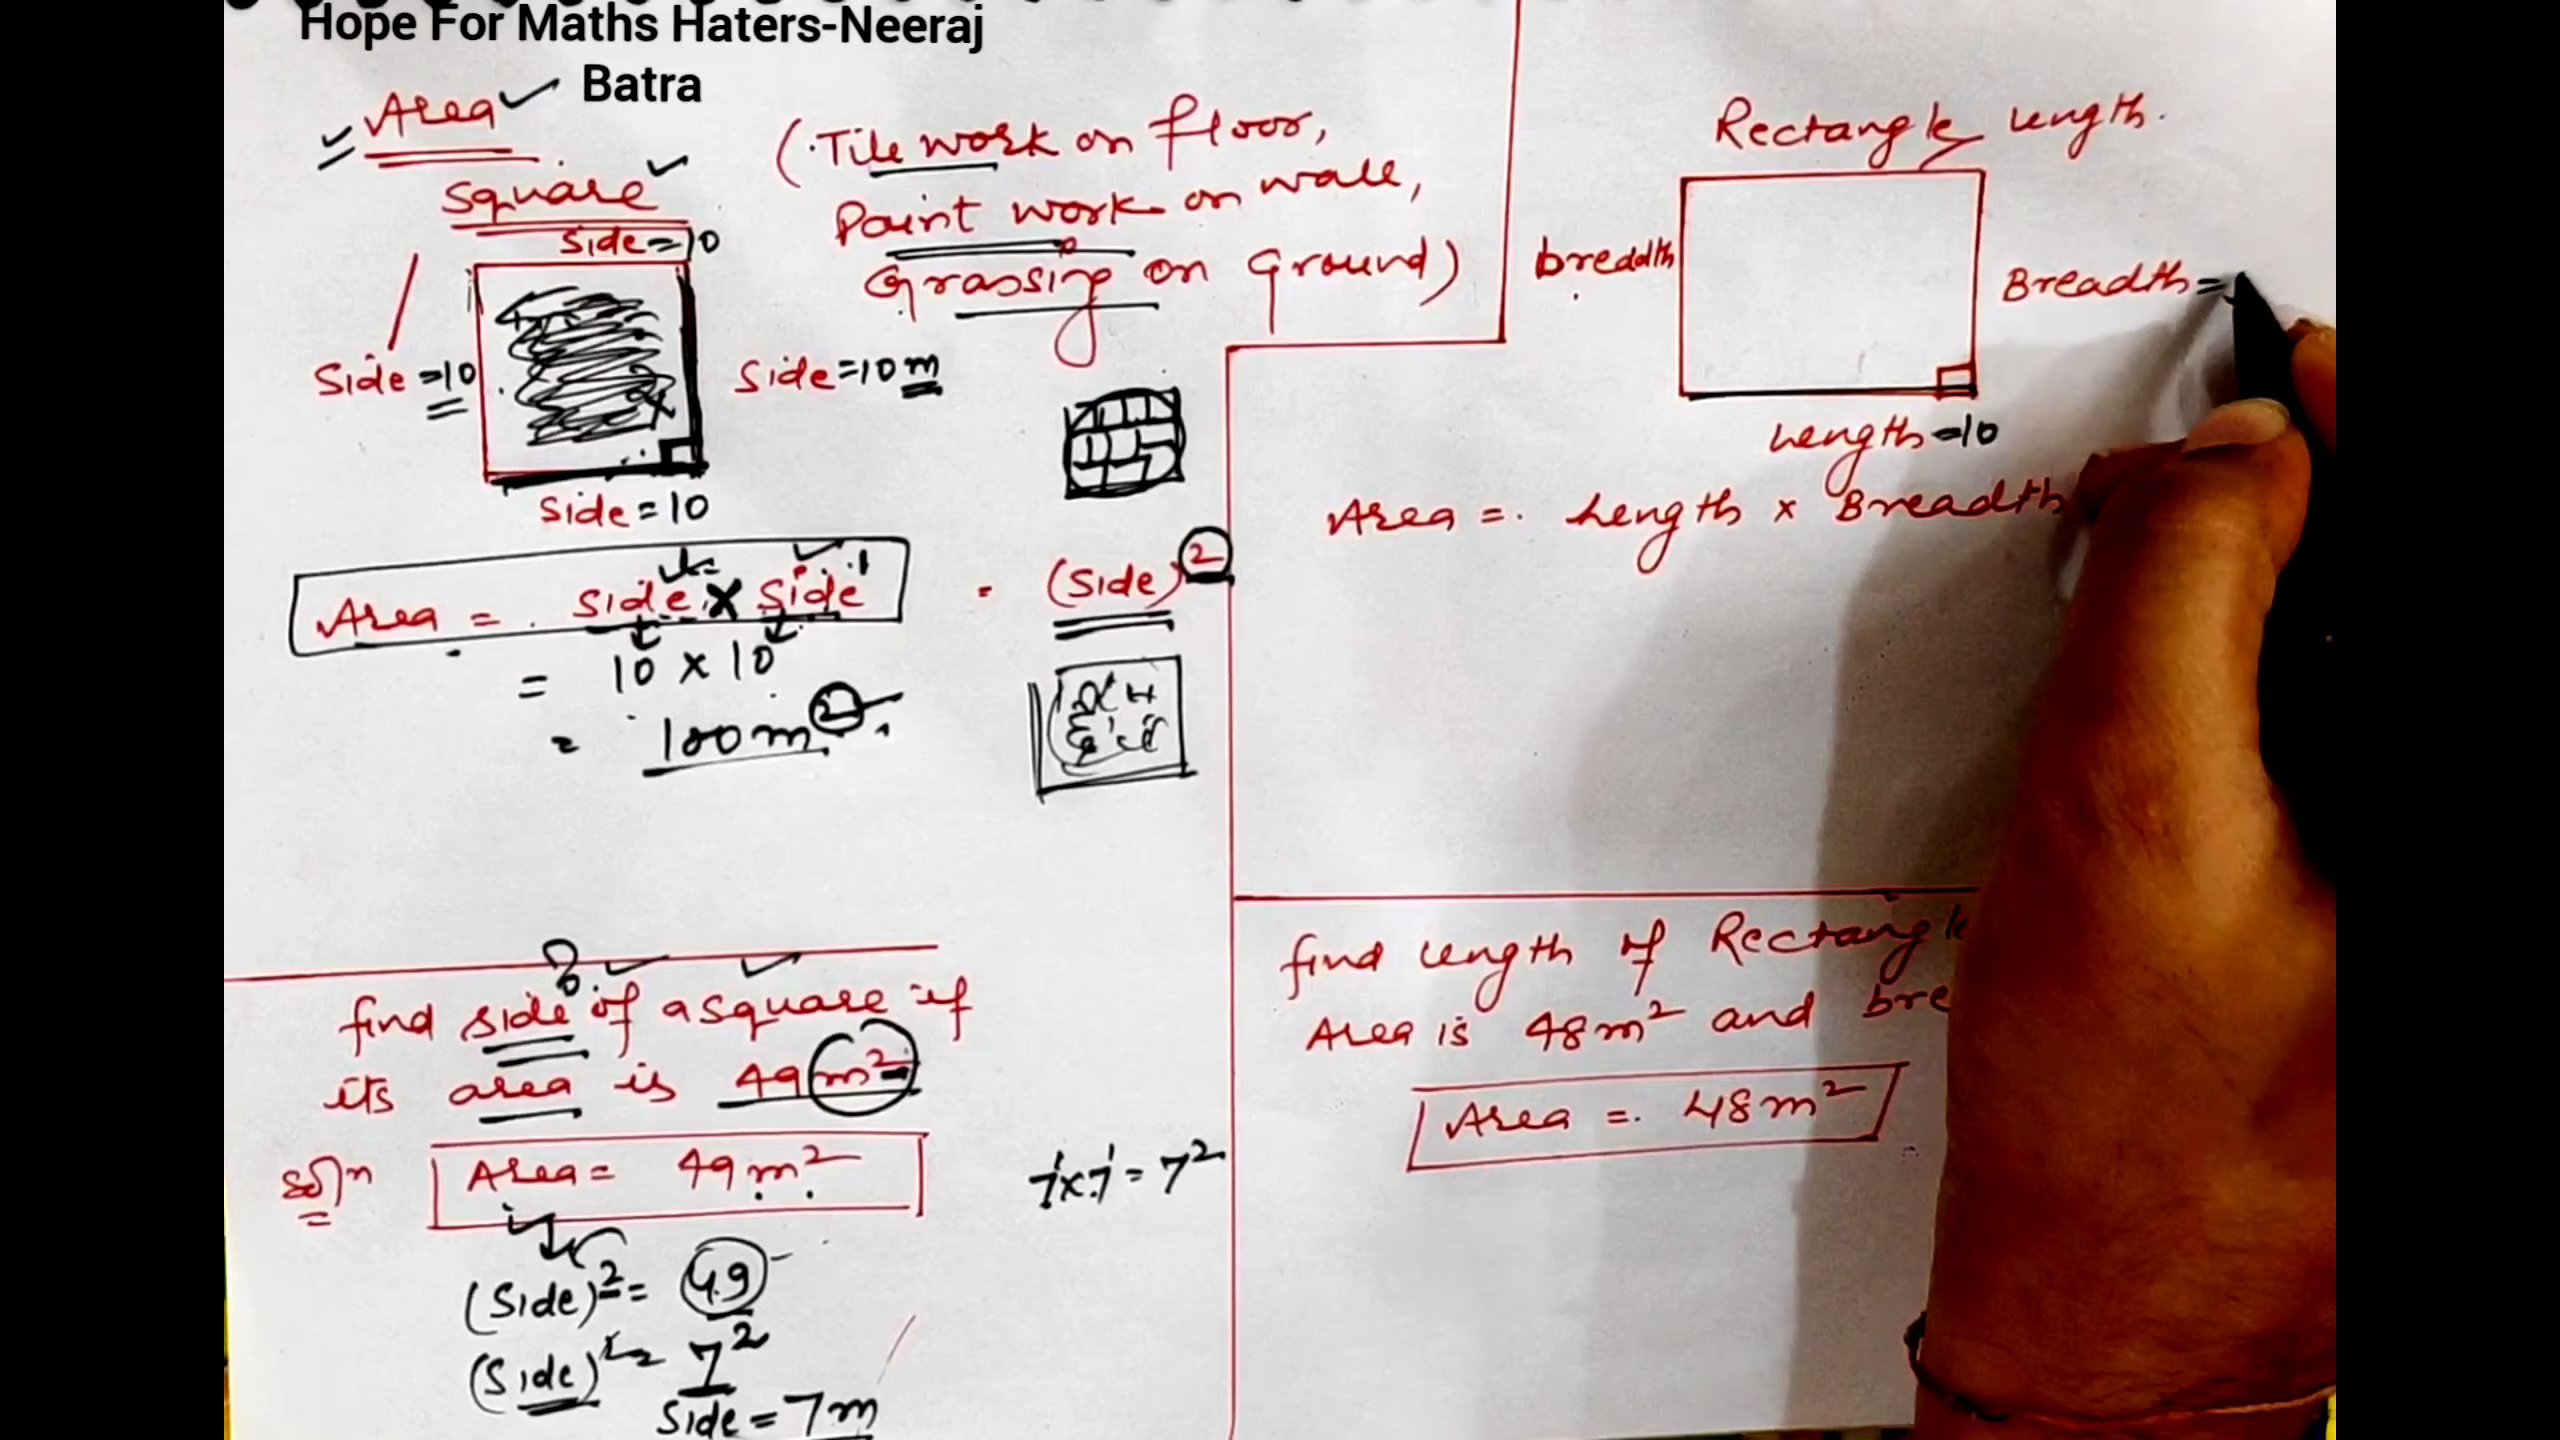 Hope For Maths Haters-Neeraj
Batra
Area
Square
(Tile work on floor,
Paint work on wall,
Grassing on Ground)
Side=10
Side=10
Side=10m
Side=10
Area = Side x Side = (Side)2
= 10 x 10
= 100m2
find side of a square if
its area is 49m2
Soln
Area = 49m2
7x7=72
(Side)2= 49
(Side)2= 72
Side=7m
Rectangle length.
breadth
Breadth=
Length=10
Area = Length x Breadth
find length of Rectangle
Area is 48m2 and
Area = 48m2